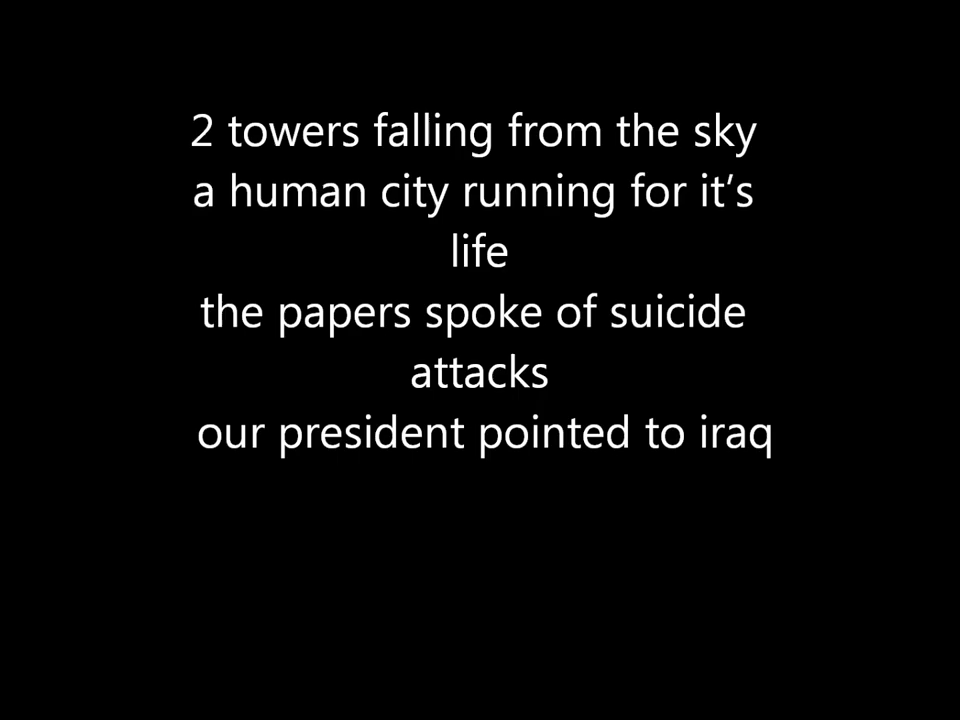 2 towers falling from the sky
a human city running for it's
life
the papers spoke of suicide
attacks
our president pointed to iraq